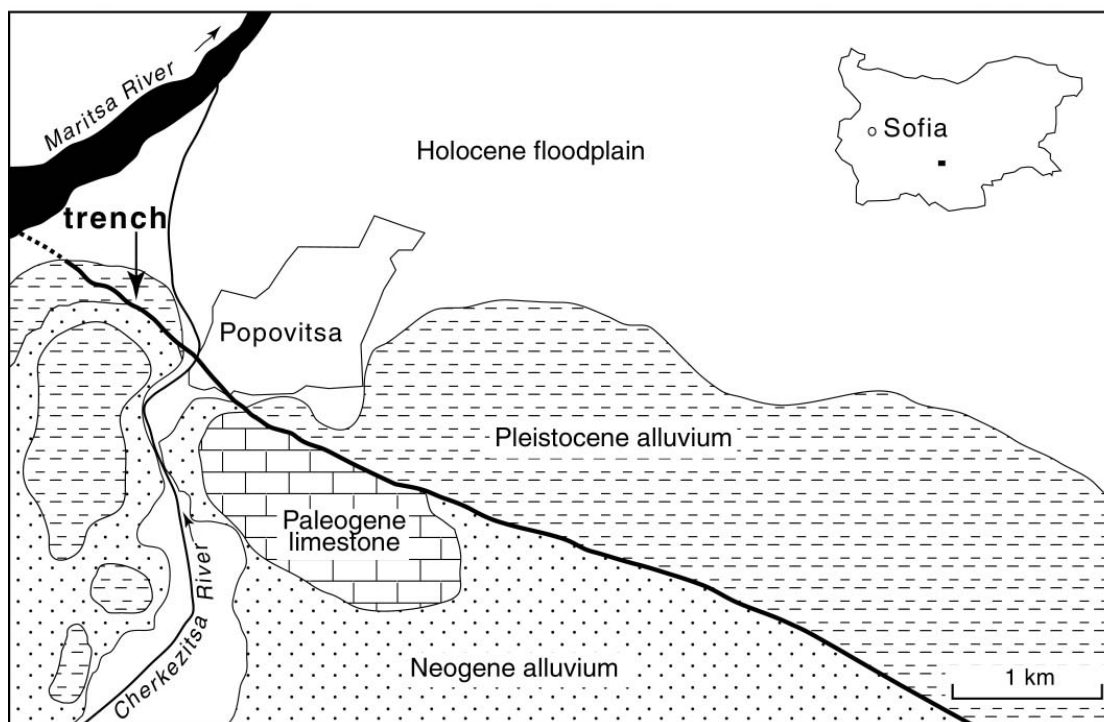 Maritsa River
trench
Holocene floodplain
Sofia
Popovitsa
Pleistocene alluvium
Paleogene
limestone
Cherkezitsa River
Neogene alluvium
1 km